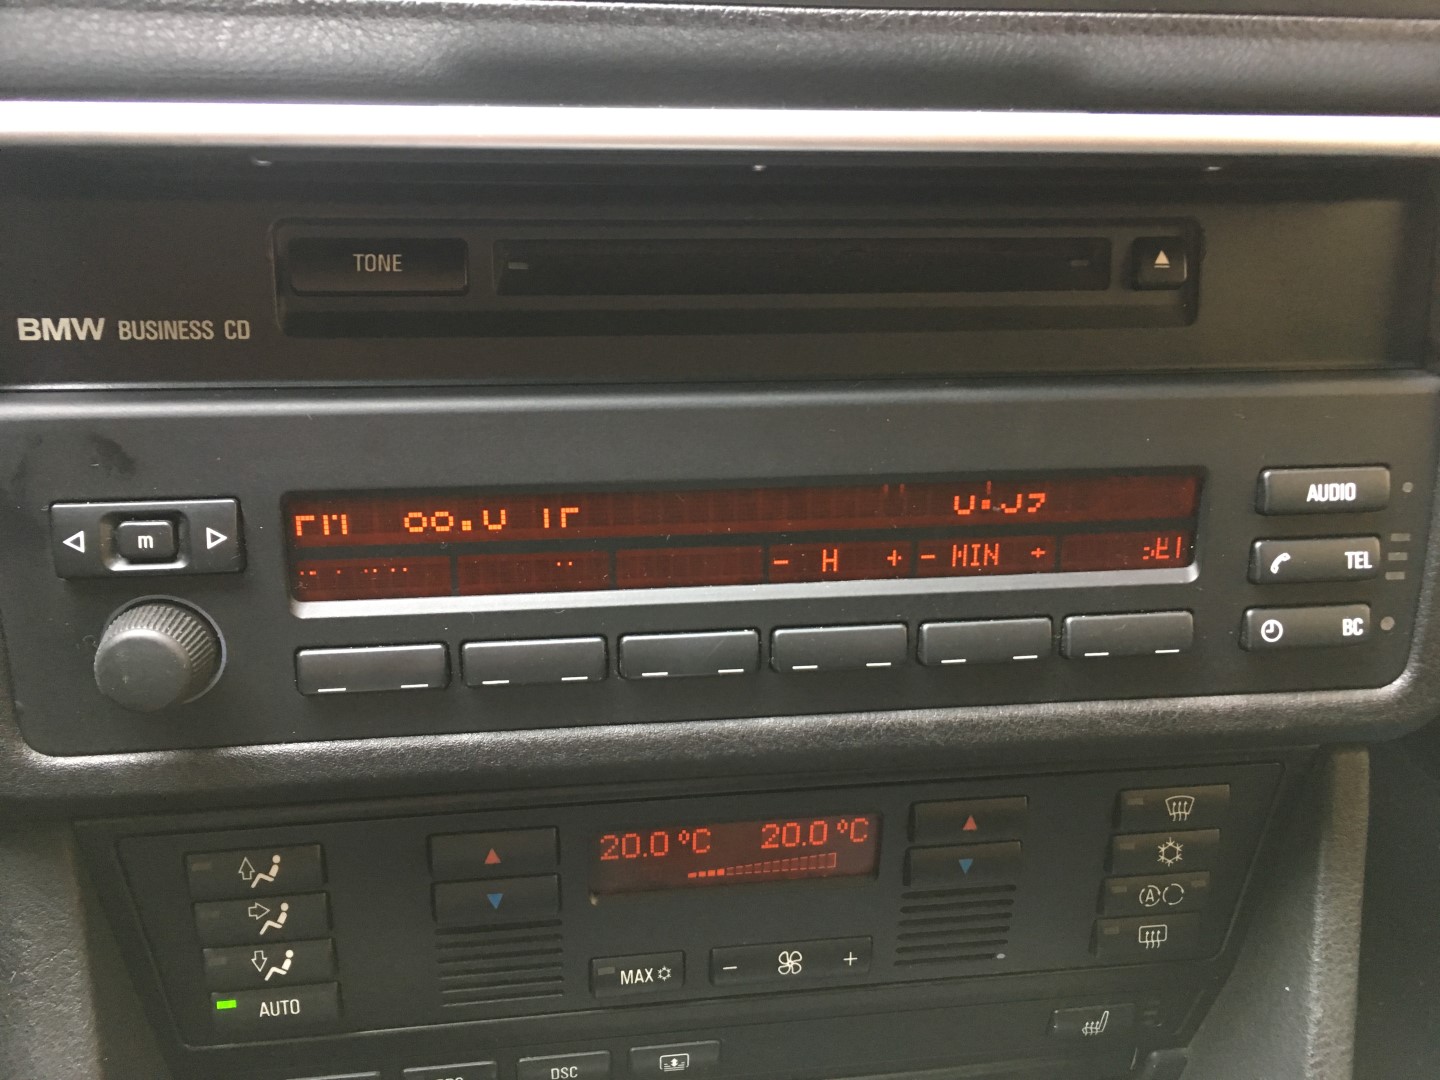 TONE
BMW BUSINESS CD
m
AUDIO
- H + - MIN +
TEL
BC
20.0 °C 20.0 °C
A
MAX
- +
AUTO
DSC